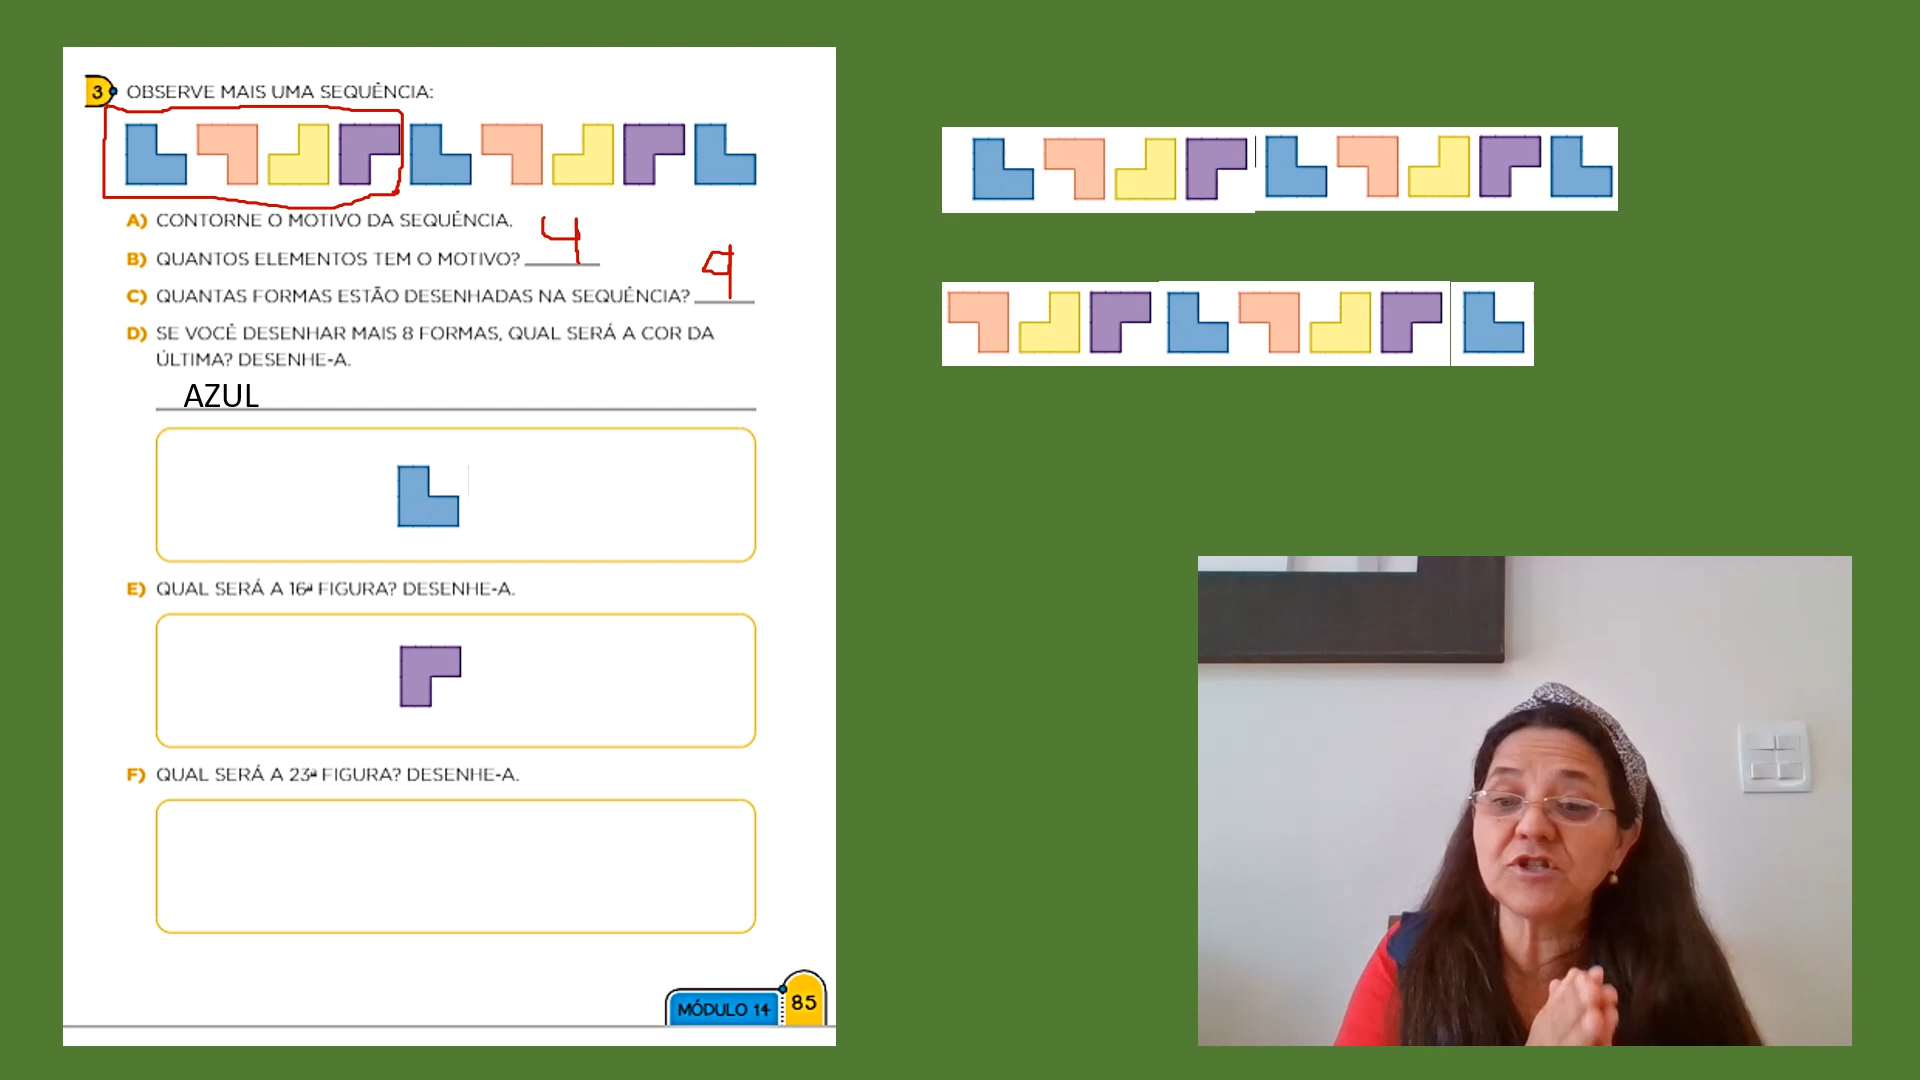 3 OBSERVE MAIS UMA SEQUÊNCIA:
A) CONTORNE O MOTIVO DA SEQUÊNCIA.
B) QUANTOS ELEMENTOS TEM O MOTIVO? 4
C) QUANTAS FORMAS ESTÃO DESENHADAS NA SEQUÊNCIA? 9
D) SE VOCÊ DESENHAR MAIS 8 FORMAS, QUAL SERÁ A COR DA
ÚLTIMA? DESENHE-A.
AZUL
E) QUAL SERÁ A 16ª FIGURA? DESENHE-A.
F) QUAL SERÁ A 23ª FIGURA? DESENHE-A.
MÓDULO 14 85